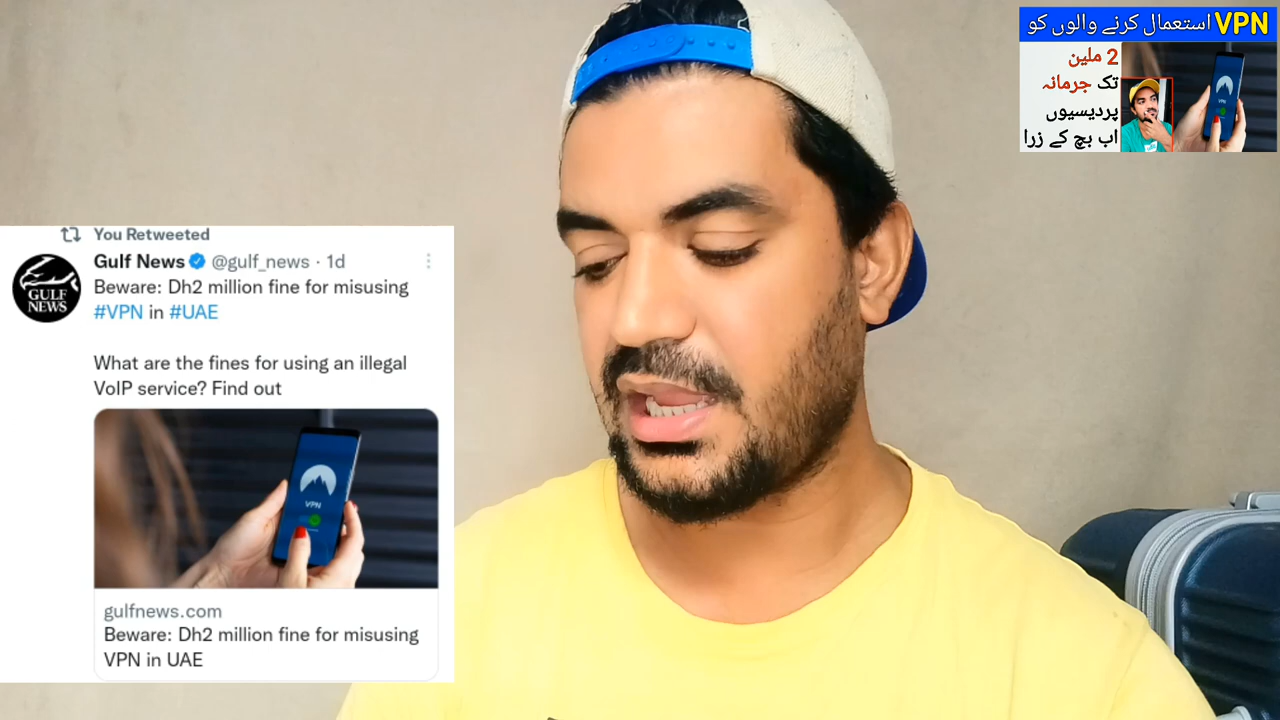 You Retweeted
Gulf News @gulf_news · 1d
Beware: Dh2 million fine for misusing
#VPN in #UAE
What are the fines for using an illegal
VoIP service? Find out
GULF
NEWS
VPN
gulfnews.com
Beware: Dh2 million fine for misusing
VPN in UAE
VPN استعمال کرنے والوں کو
2 ملین
تک جرمانہ
پردیسیوں
اب بچ کے زرا
VPN